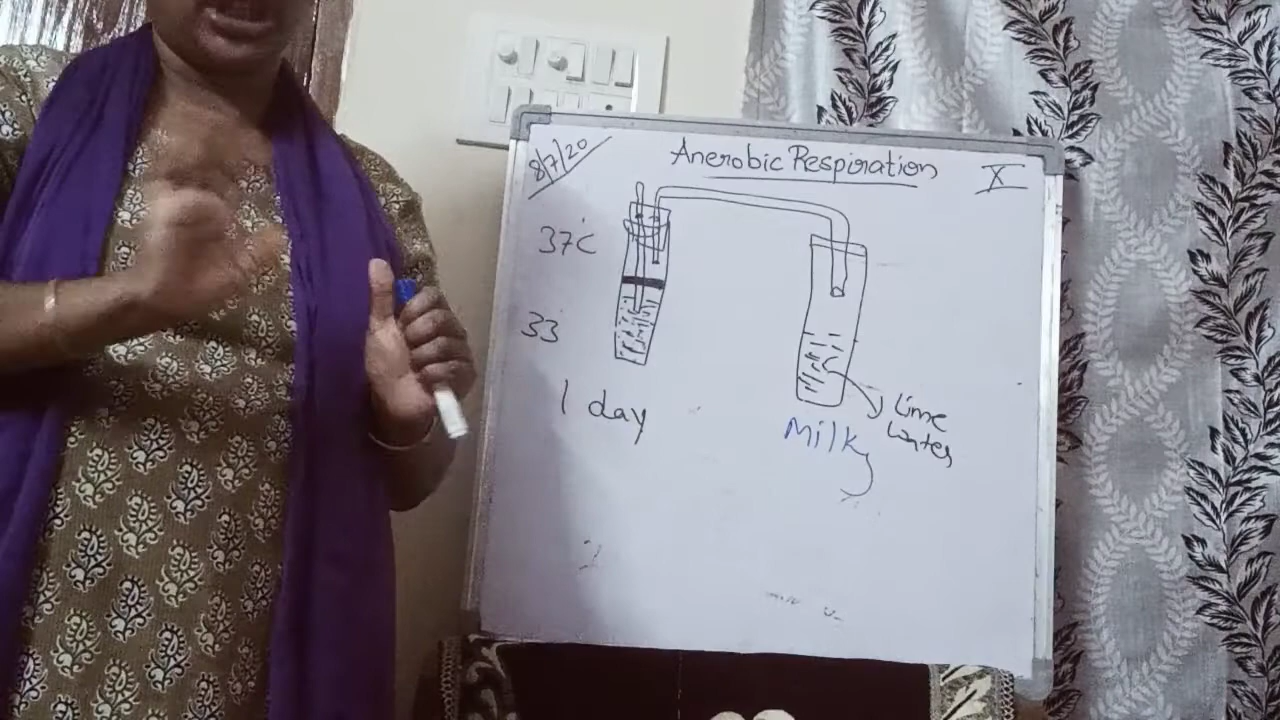 8/7/20
Anerobic Respiration
X
37°C
33
1 day
Lime
Water
Milky